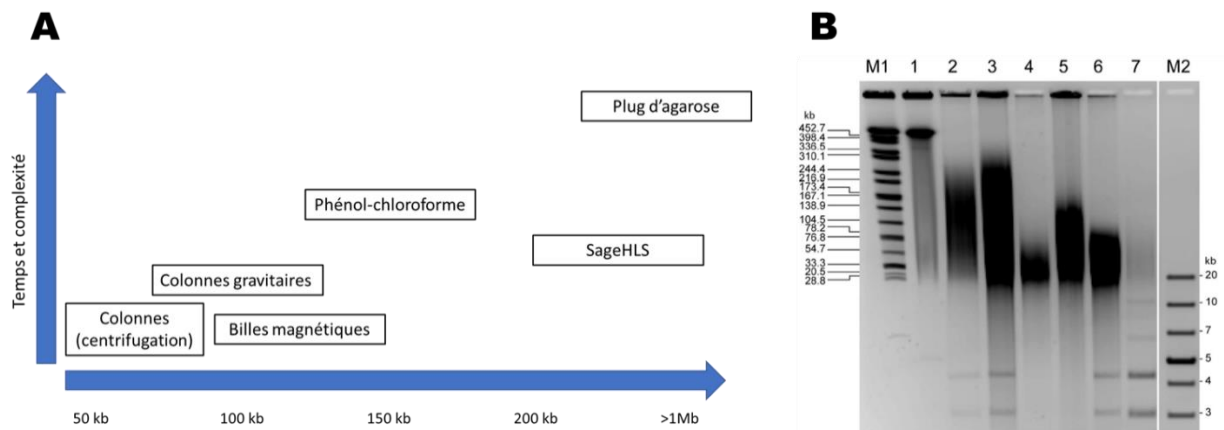 A
Temps et complexité
Plug d'agarose
Phénol-chloroforme
SageHLS
Colonnes gravitaires
Colonnes
(centrifugation)
Billes magnétiques
50 kb
100 kb
150 kb
200 kb
>1Mb
B
M1 1 2 3 4 5 6 7 M2
kb
452.7
398.4
336.5
310.1
244.4
216.9
173.4
167.1
138.9
104.5
78.2
76.8
54.7
33.3
20.5
28.8
kb
20
10
7
5
4
3